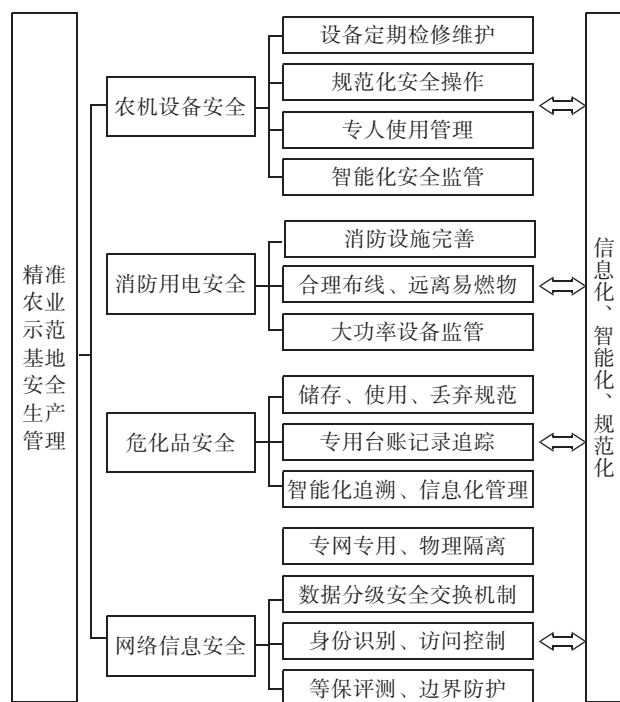 精准
农业
示范
基地
安全
生产
管理
农机设备安全
设备定期检修维护
规范化安全操作
专人使用管理
智能化安全监管
消防用电安全
消防设施完善
合理布线、远离易燃物
大功率设备监管
危化品安全
储存、使用、丢弃规范
专用台账记录追踪
智能化追溯、信息化管理
网络信息安全
专网专用、物理隔离
数据分级安全交换机制
身份识别、访问控制
等保评测、边界防护
信息化、智能化、规范化